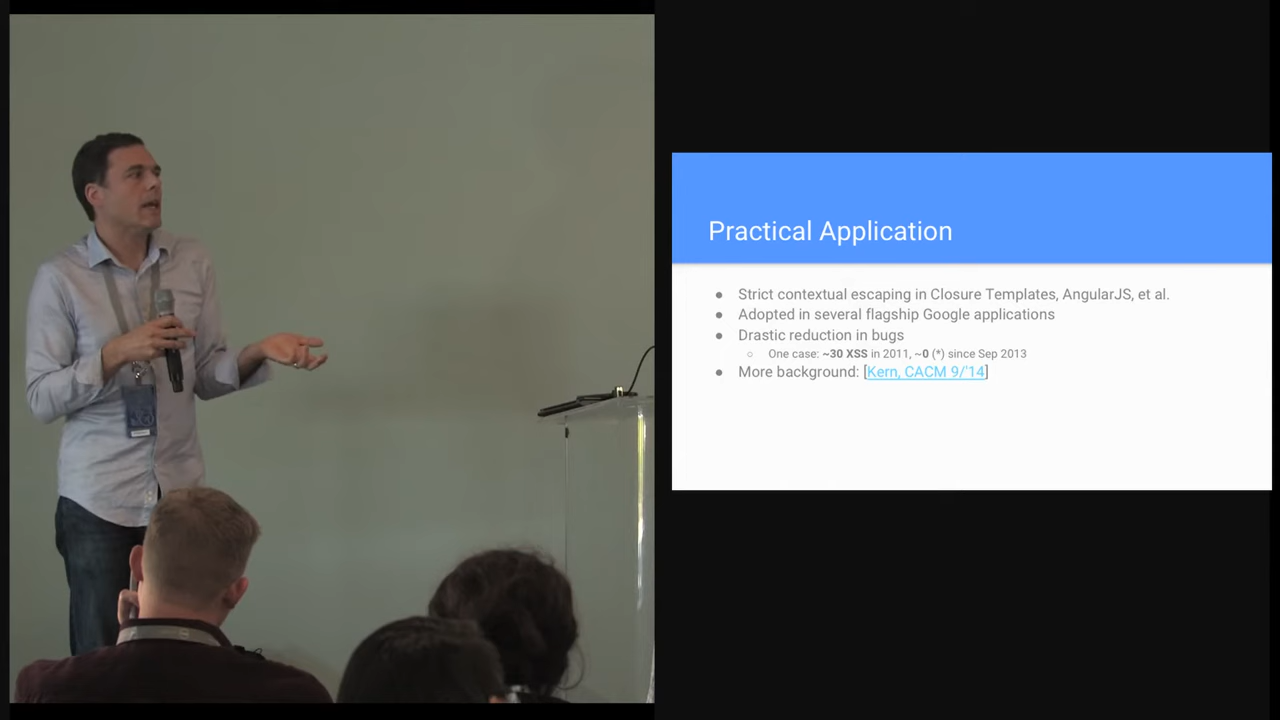 Practical Application
● Strict contextual escaping in Closure Templates, AngularJS, et al.
● Adopted in several flagship Google applications
● Drastic reduction in bugs
○ One case: ~30 XSS in 2011, ~0 (*) since Sep 2013
● More background: [Kern, CACM 9/'14]